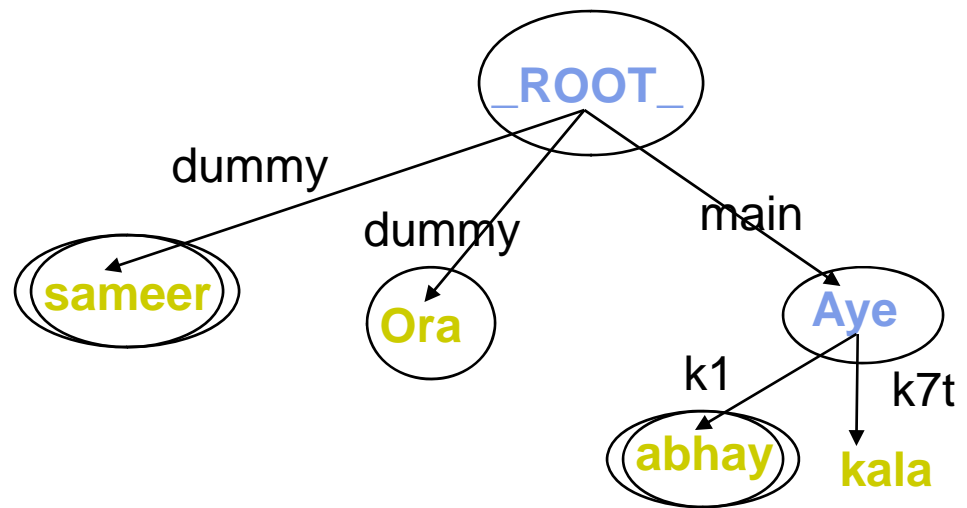 _ROOT_
dummy
dummy
main
sameer
Ora
Aye
k1
k7t
abhay
kala